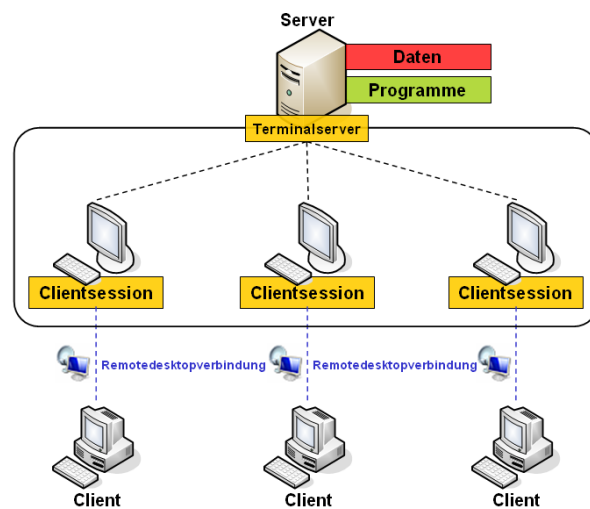 Server
Daten
Programme
Terminalserver
Clientsession
Clientsession
Clientsession
Remotedesktopverbindung
Remotedesktopverbindung
Client
Client
Client